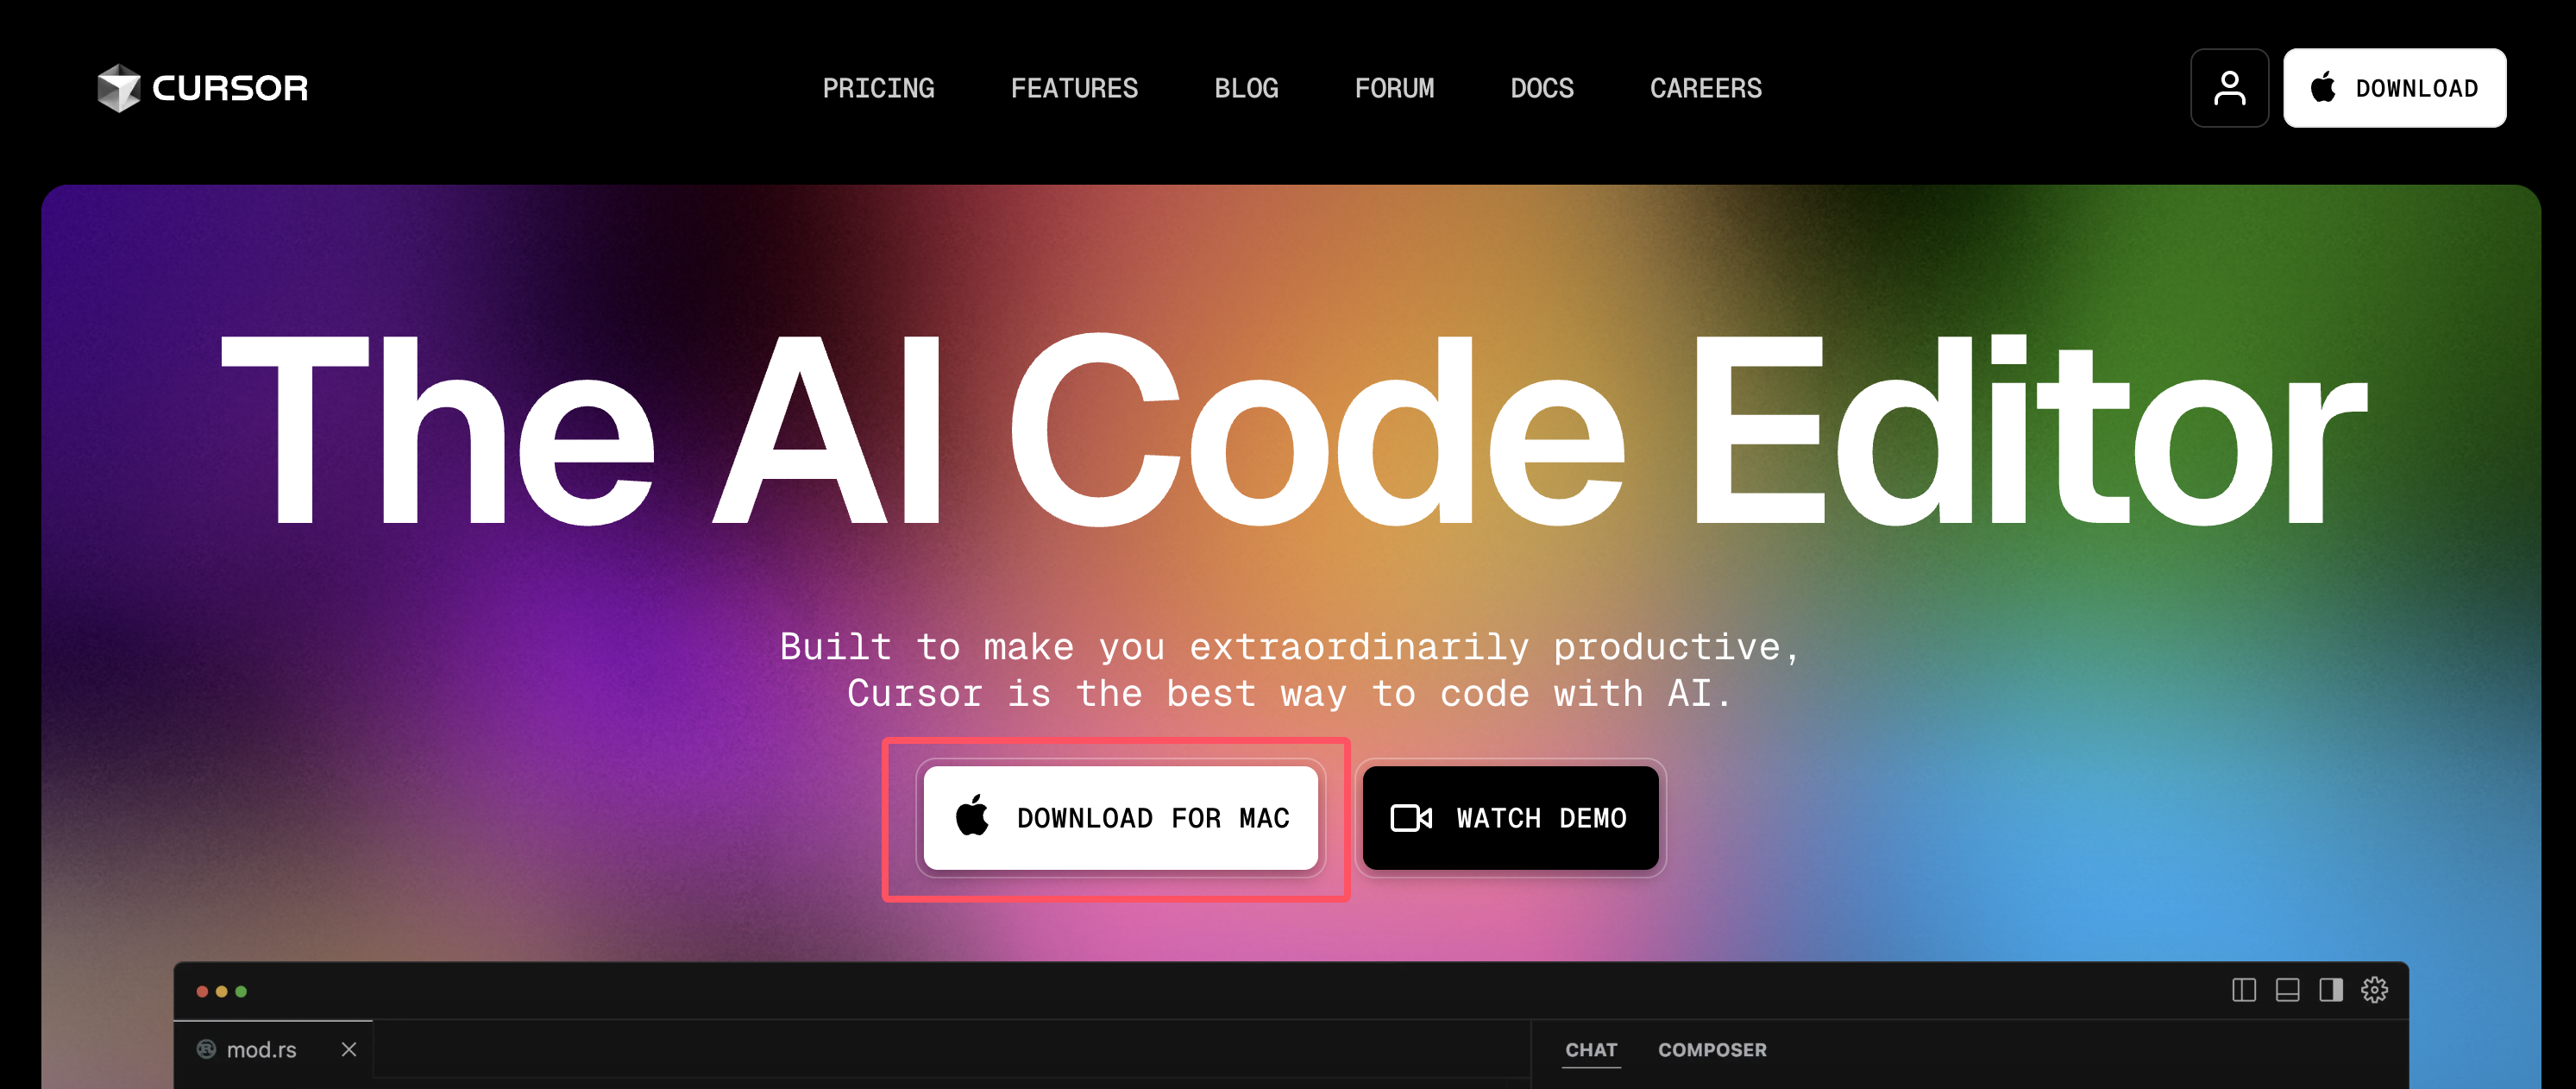 CURSOR
PRICING
FEATURES
BLOG
FORUM
DOCS
CAREERS
DOWNLOAD
The AI Code Editor
Built to make you extraordinarily productive,
Cursor is the best way to code with AI.
DOWNLOAD FOR MAC
WATCH DEMO
mod.rs
CHAT
COMPOSER